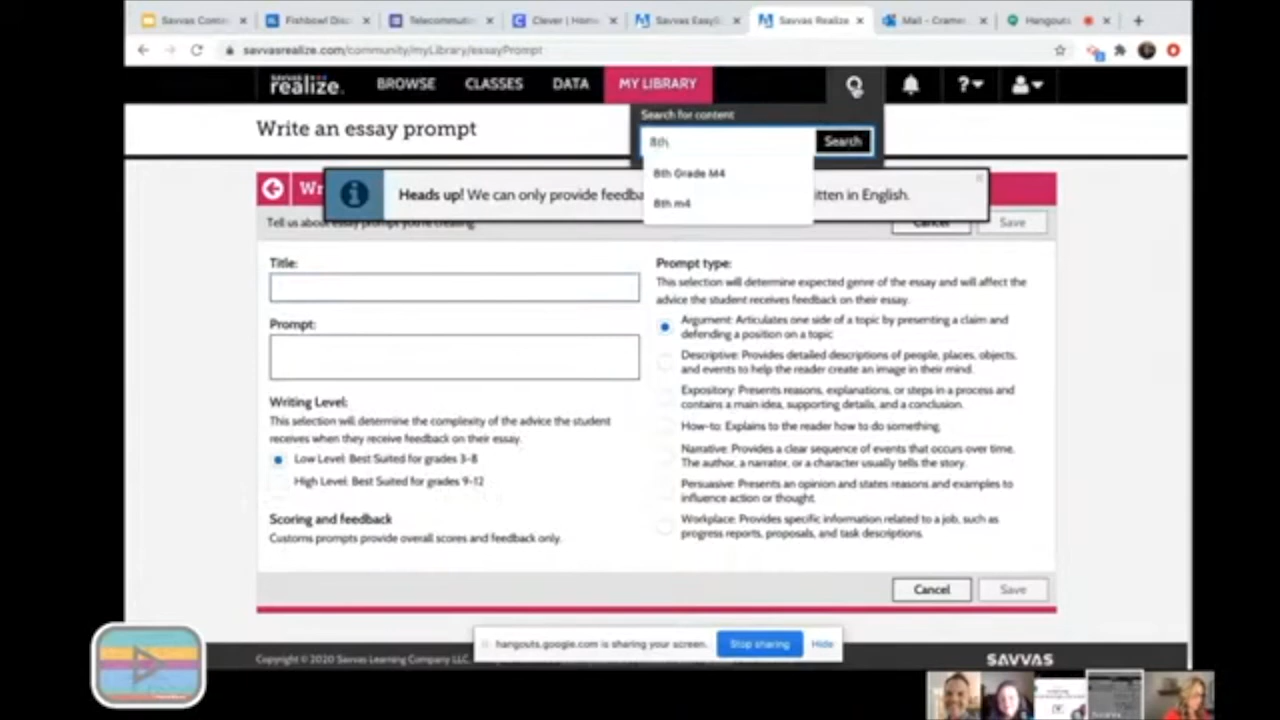 Savvas Conte
Fishbowl Disc
Telecommutin
Clever | Home
Savvas EasyB
Savvas Realize
Mail - Cramer
Hangouts
savvasrealize.com/community/myLibrary/essayPrompt
savvas
realize.
BROWSE
CLASSES
DATA
MY LIBRARY
?
Search for content
8th
Search
8th Grade M4
8th m4
Write an essay prompt
Wr
Heads up! We can only provide feedba
tten in English.
x
Tell us about essay prompt you're creating.
Cancel
Save
Title:
Prompt:
Writing Level:
This selection will determine the complexity of the advice the student
receives when they receive feedback on their essay.
Low Level: Best Suited for grades 3-8
High Level: Best Suited for grades 9-12
Scoring and feedback
Customs prompts provide overall scores and feedback only.
Prompt type:
This selection will determine expected genre of the essay and will affect the
advice the student receives feedback on their essay.
Argument: Articulates one side of a topic by presenting a claim and
defending a position on a topic
Descriptive: Provides detailed descriptions of people, places, objects,
and events to help the reader create an image in their mind.
Expository: Presents reasons, explanations, or steps in a process and
contains a main idea, supporting details, and a conclusion.
How-to: Explains to the reader how to do something.
Narrative: Provides a clear sequence of events that occurs over time.
The author, a narrator, or a character usually tells the story.
Persuasive: Presents an opinion and states reasons and examples to
influence action or thought.
Workplace: Provides specific information related to a job, such as
progress reports, proposals, and task descriptions.
Cancel
Save
hangouts.google.com is sharing your screen.
Stop sharing
Hide
Copyright © 2020 Savvas Learning Company LLC.
SAVVAS